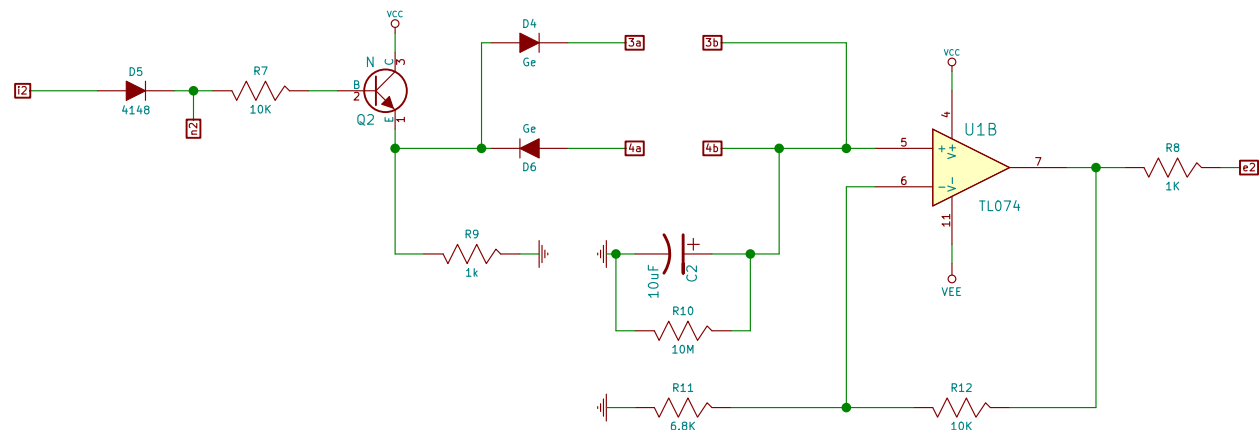 VCC
D4
3a
3b
Ge
N
C
3
VCC
D5
R7
i2
B
2
4148
10K
4
Q2
E
1
n2
Ge
U1B
4a
4b
5
+
V+
7
R8
e2
D6
6
-
V-
1K
TL074
11
R9
+
1k
10uF
C2
VEE
R10
10M
R11
R12
6.8K
10K